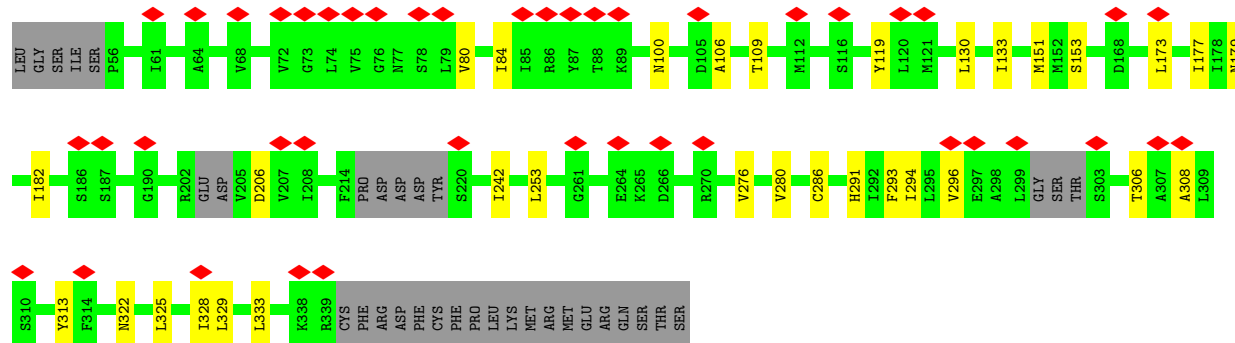 LEU GLY SER ILE SER P56 I61 A64 V68 V72 G73 L74 V75 G76 N77 S78 L79 V80 I84 I85 R86 Y87 T88 K89 N100 D105 A106 T109 M112 S116 Y119 L120 M121 L130 I133 M151 M152 S153 D168 L173 I177 I178 N179
I182 S186 S187 G190 R202 GLU ASP V205 D206 V207 I208 F214 PRO ASP ASP ASP TYR S220 I242 L253 G261 E264 K265 D266 R270 V276 V280 C286 H291 I292 F293 I294 L295 V296 E297 A298 L299 GLY SER THR S303 T306 A307 A308 L309
S310 Y313 F314 N322 L325 I328 L329 L333 K338 R339 CYS PHE ARG ASP PHE CYS PHE PRO LEU LYS MET ARG MET GLU ARG GLN SER THR SER